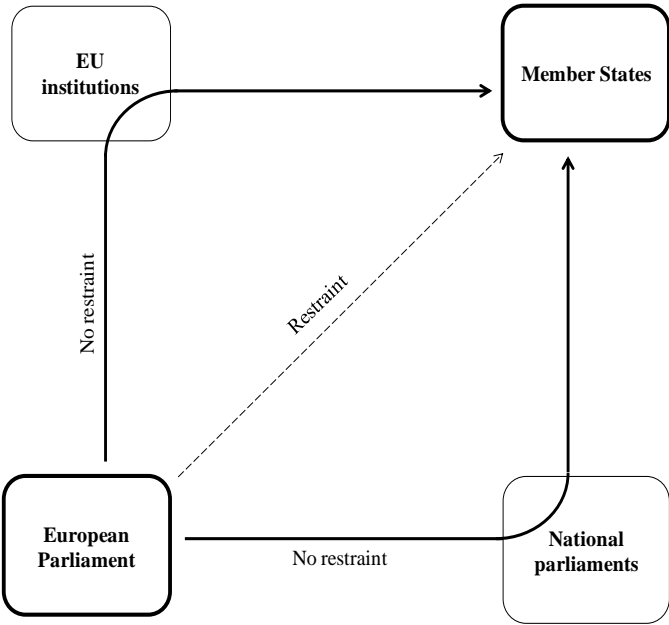 EU
institutions
Member States
No restraint
Restraint
European
Parliament
No restraint
National
parliaments